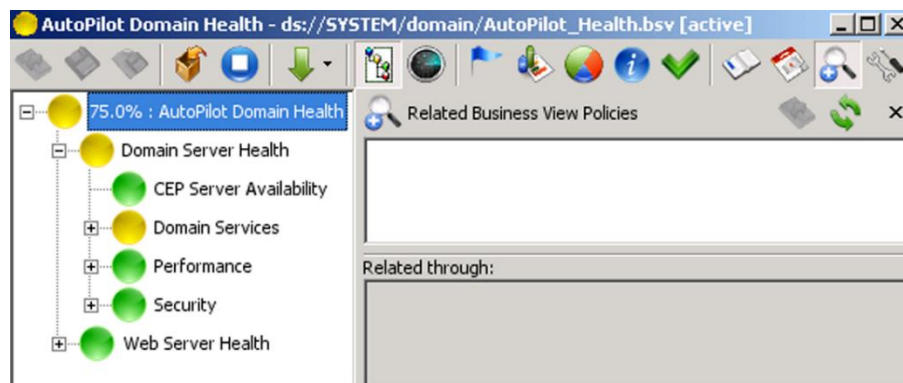 AutoPilot Domain Health - ds://SYSTEM/domain/AutoPilot_Health.bsv [active]
75.0% : AutoPilot Domain Health
Domain Server Health
CEP Server Availability
Domain Services
Performance
Security
Web Server Health
Related Business View Policies
Related through: